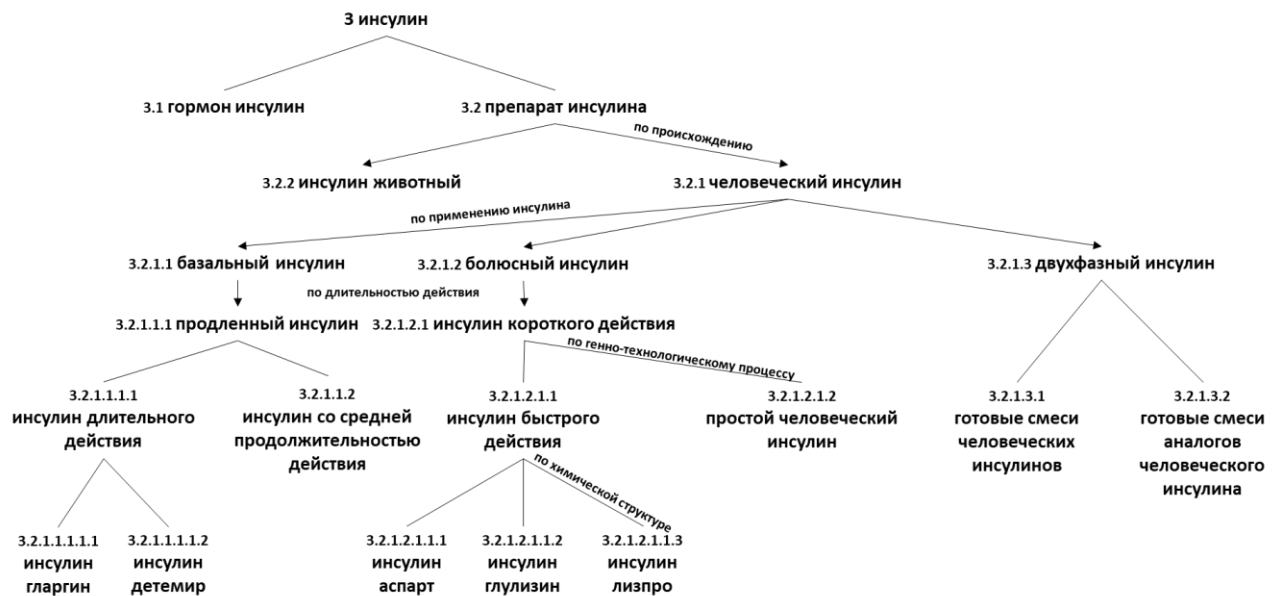 3 инсулин
3.1 гормон инсулин
3.2 препарат инсулина
по происхождению
3.2.2 инсулин животный
3.2.1 человеческий инсулин
по применению инсулина
3.2.1.1 базальный инсулин
3.2.1.2 болюсный инсулин
3.2.1.3 двухфазный инсулин
по длительностью действия
3.2.1.1.1 продленный инсулин
3.2.1.2.1 инсулин короткого действия
по генно-технологическому процессу
3.2.1.1.1.1
инсулин длительного
действия
3.2.1.1.1.2
инсулин со средней
продолжительностью
действия
3.2.1.2.1.1
инсулин быстрого
действия
3.2.1.2.1.2
простой человеческий
инсулин
3.2.1.3.1
готовые смеси
человеческих
инсулинов
3.2.1.3.2
готовые смеси
аналогов
человеческого
инсулина
по химической структуре
3.2.1.1.1.1.1
инсулин
гларгин
3.2.1.1.1.1.2
инсулин
детемир
3.2.1.2.1.1.1
инсулин
аспарт
3.2.1.2.1.1.2
инсулин
глулизин
3.2.1.2.1.1.3
инсулин
лизпро